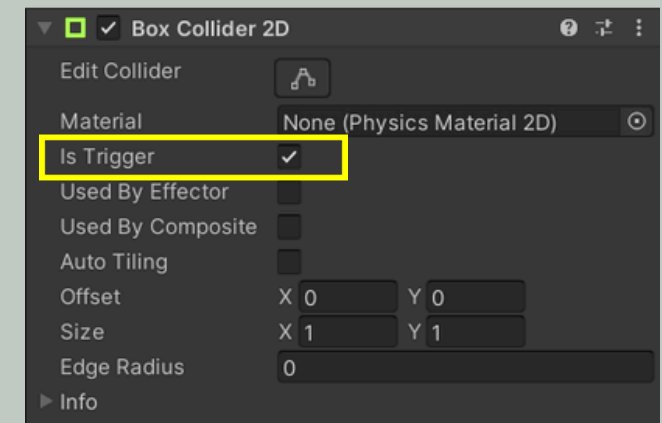 Box Collider 2D
Edit Collider
Material None (Physics Material 2D)
Is Trigger
Used By Effector
Used By Composite
Auto Tiling
Offset X 0 Y 0
Size X 1 Y 1
Edge Radius 0
Info